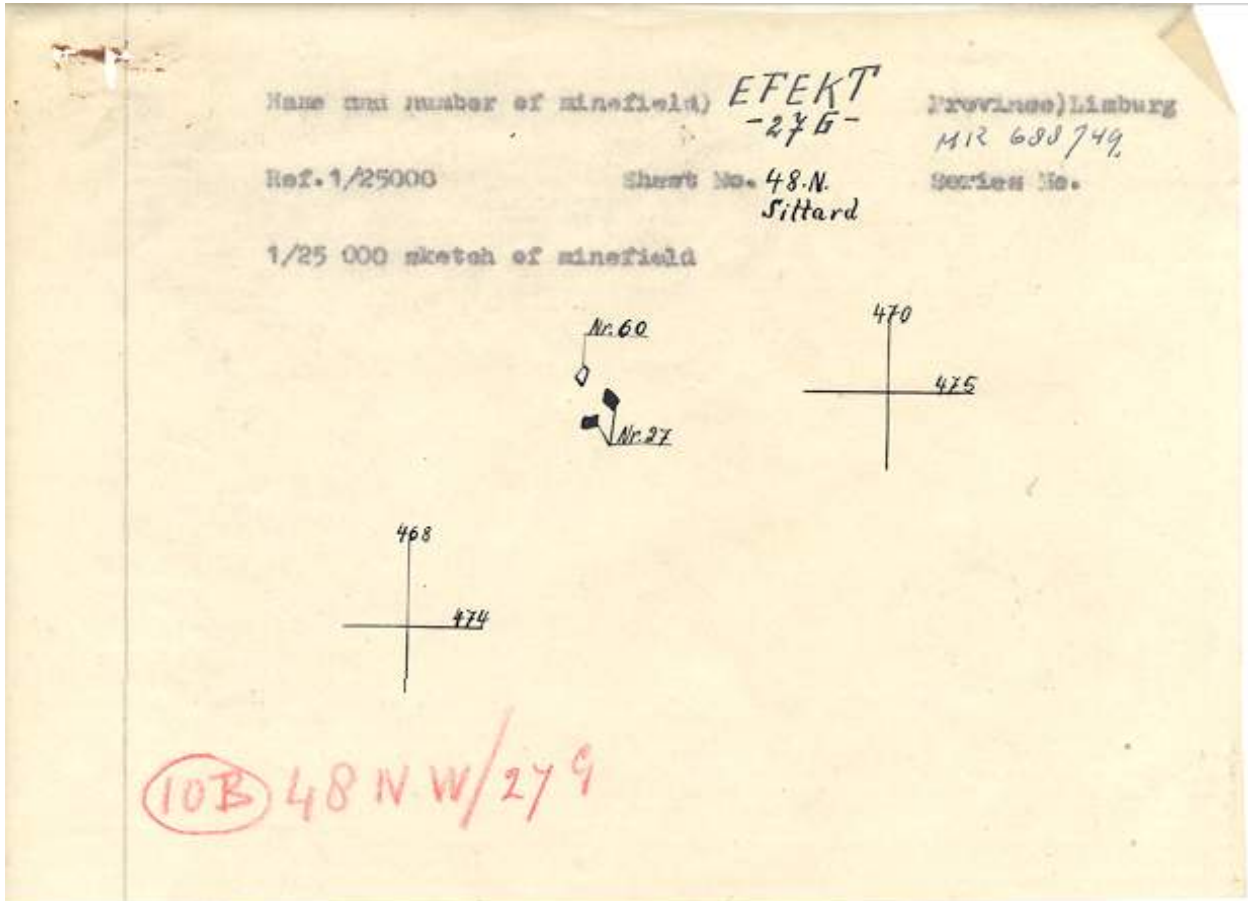 Name and number of minefield) EFEKT Province) Limburg
-27G- MR 688749.
Ref.1/25000 Sheet No. 48.N. Series No.
Sittard
1/25 000 sketch of minefield
Nr.60
470
475
Nr.27
468
474
10B 48 N W/27 G